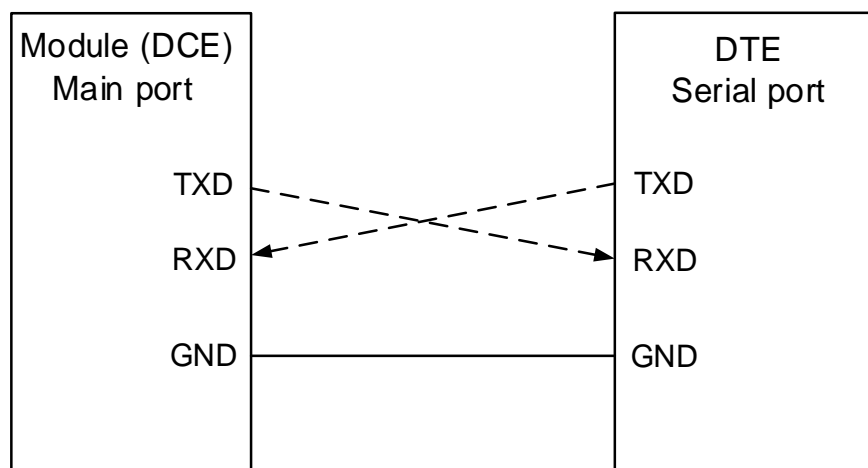 Module (DCE)
Main port
DTE
Serial port
TXD
TXD
RXD
RXD
GND
GND